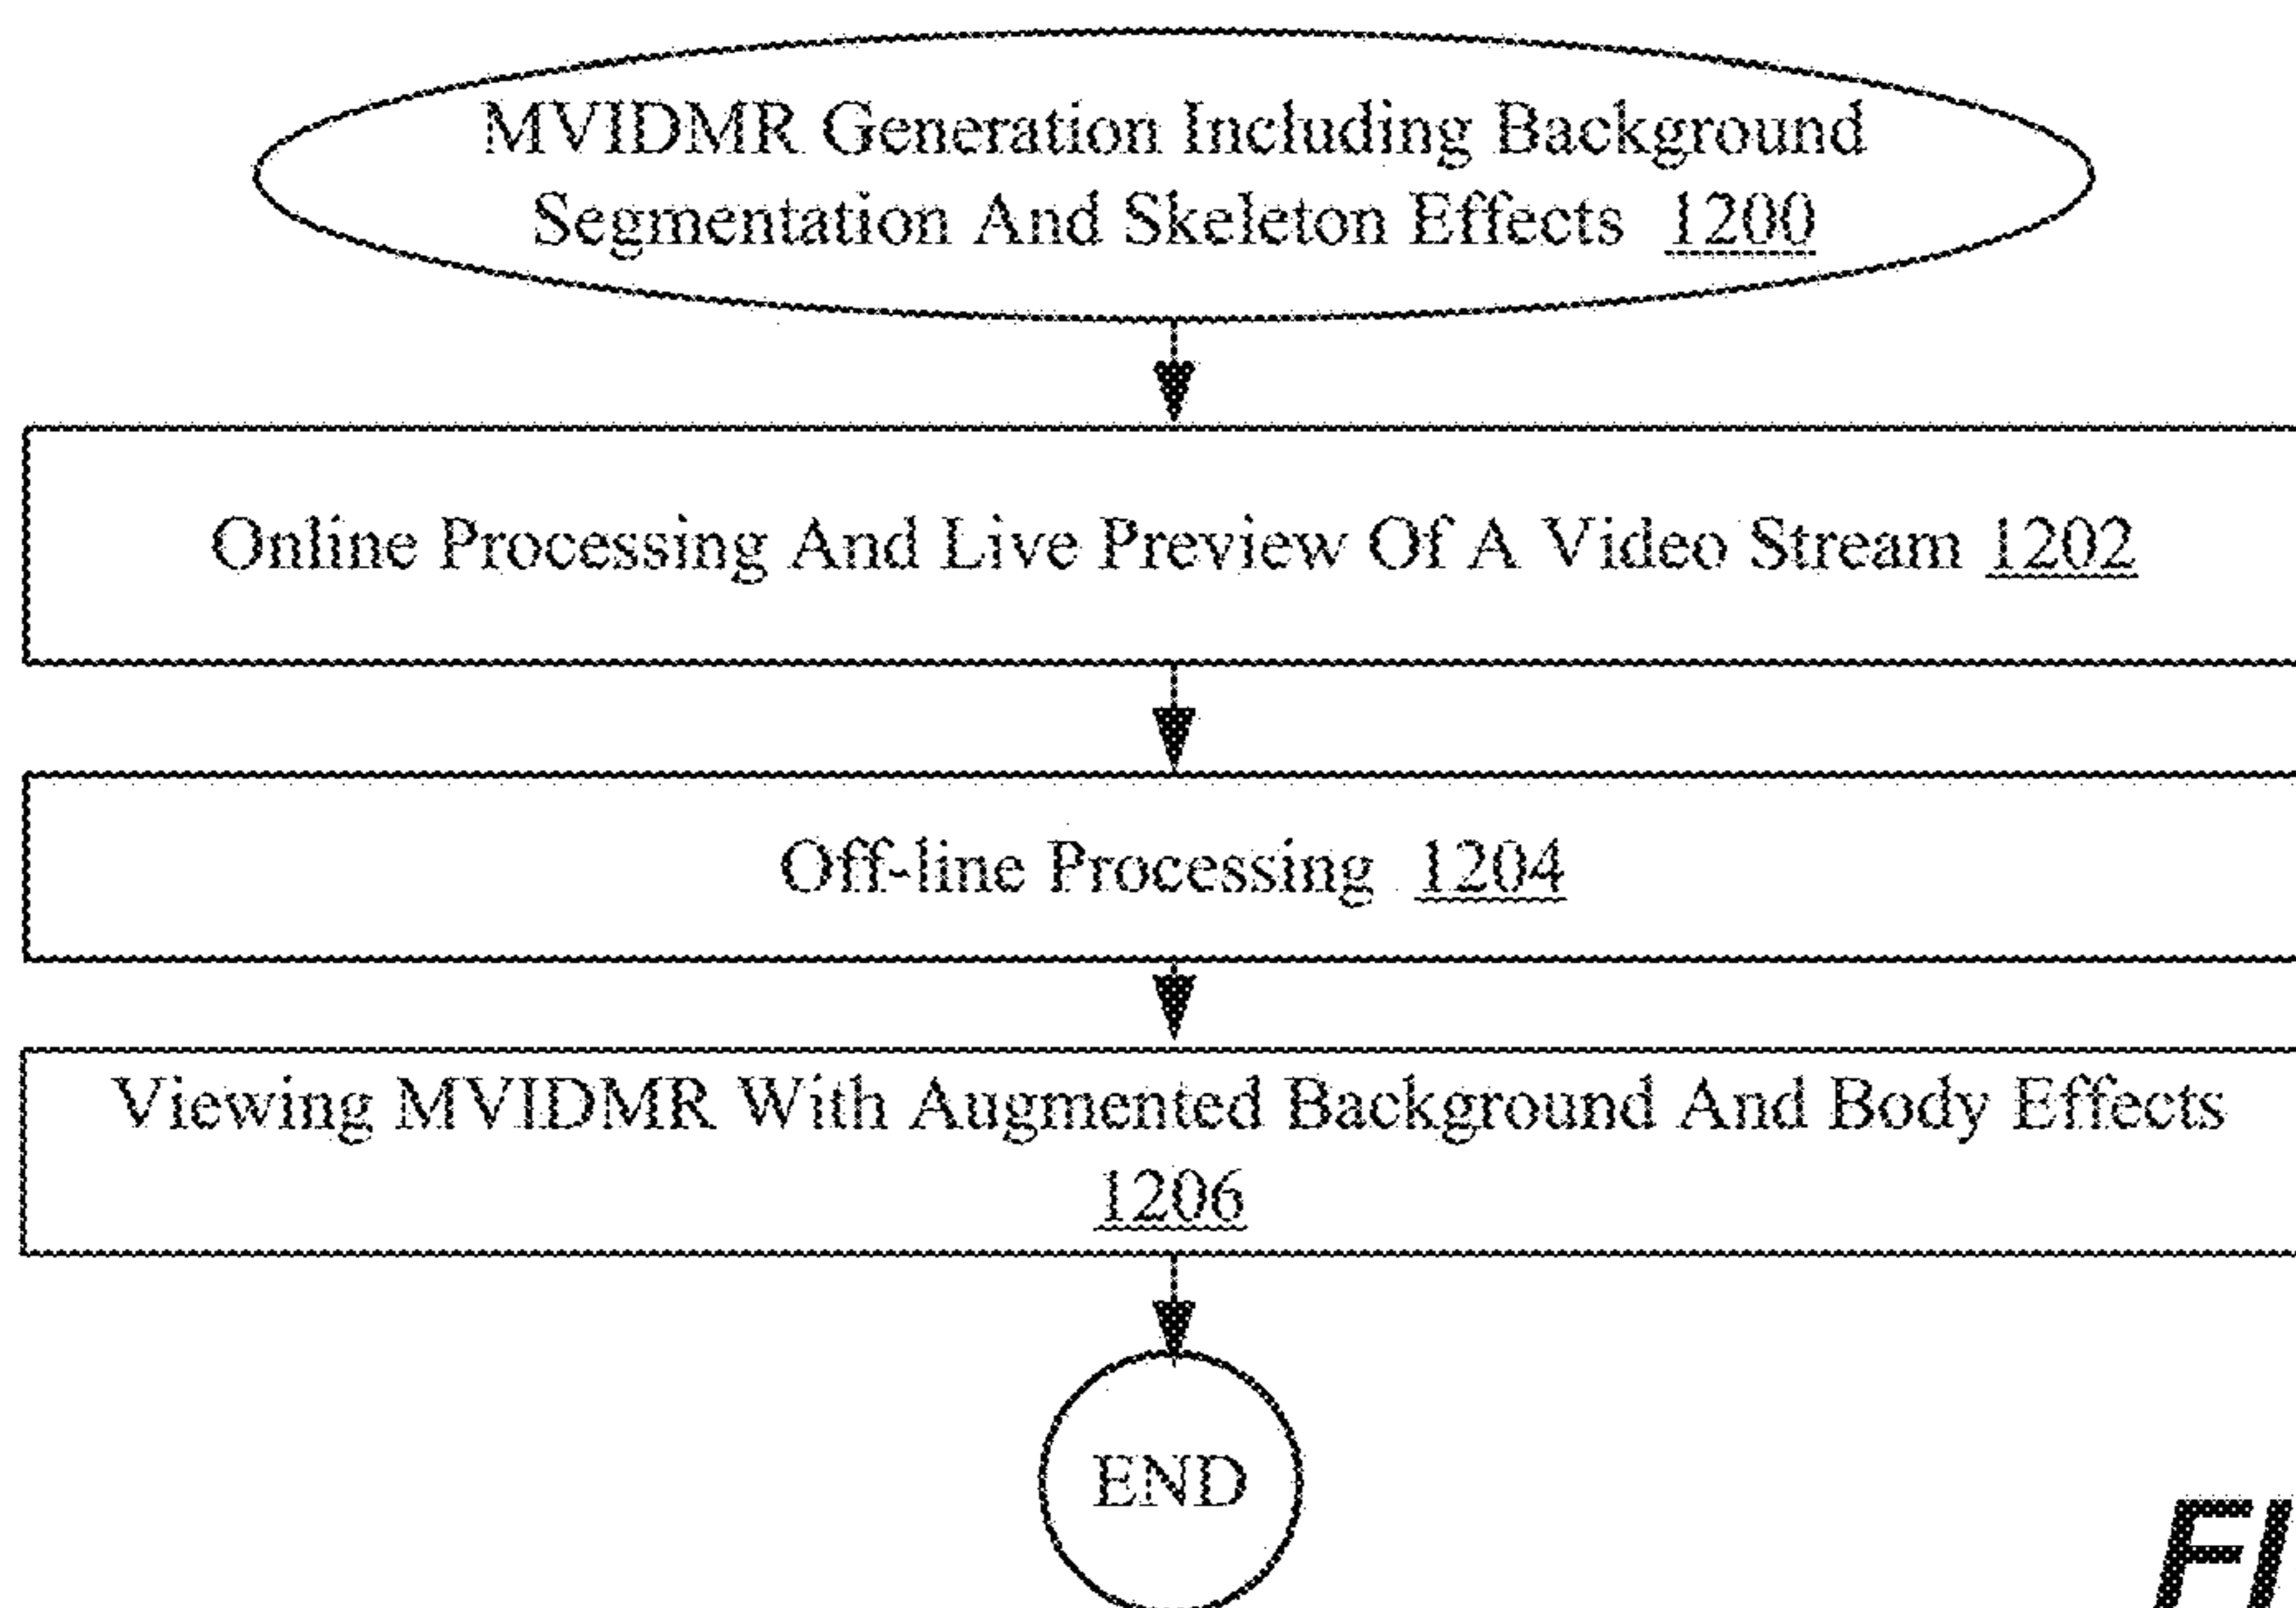 MVIDMR Generation Including Background
Segmentation And Skeleton Effects 1200
Online Processing And Live Preview Of A Video Stream 1202
Off-line Processing 1204
Viewing MVIDMR With Augmented Background And Body Effects
1206
END